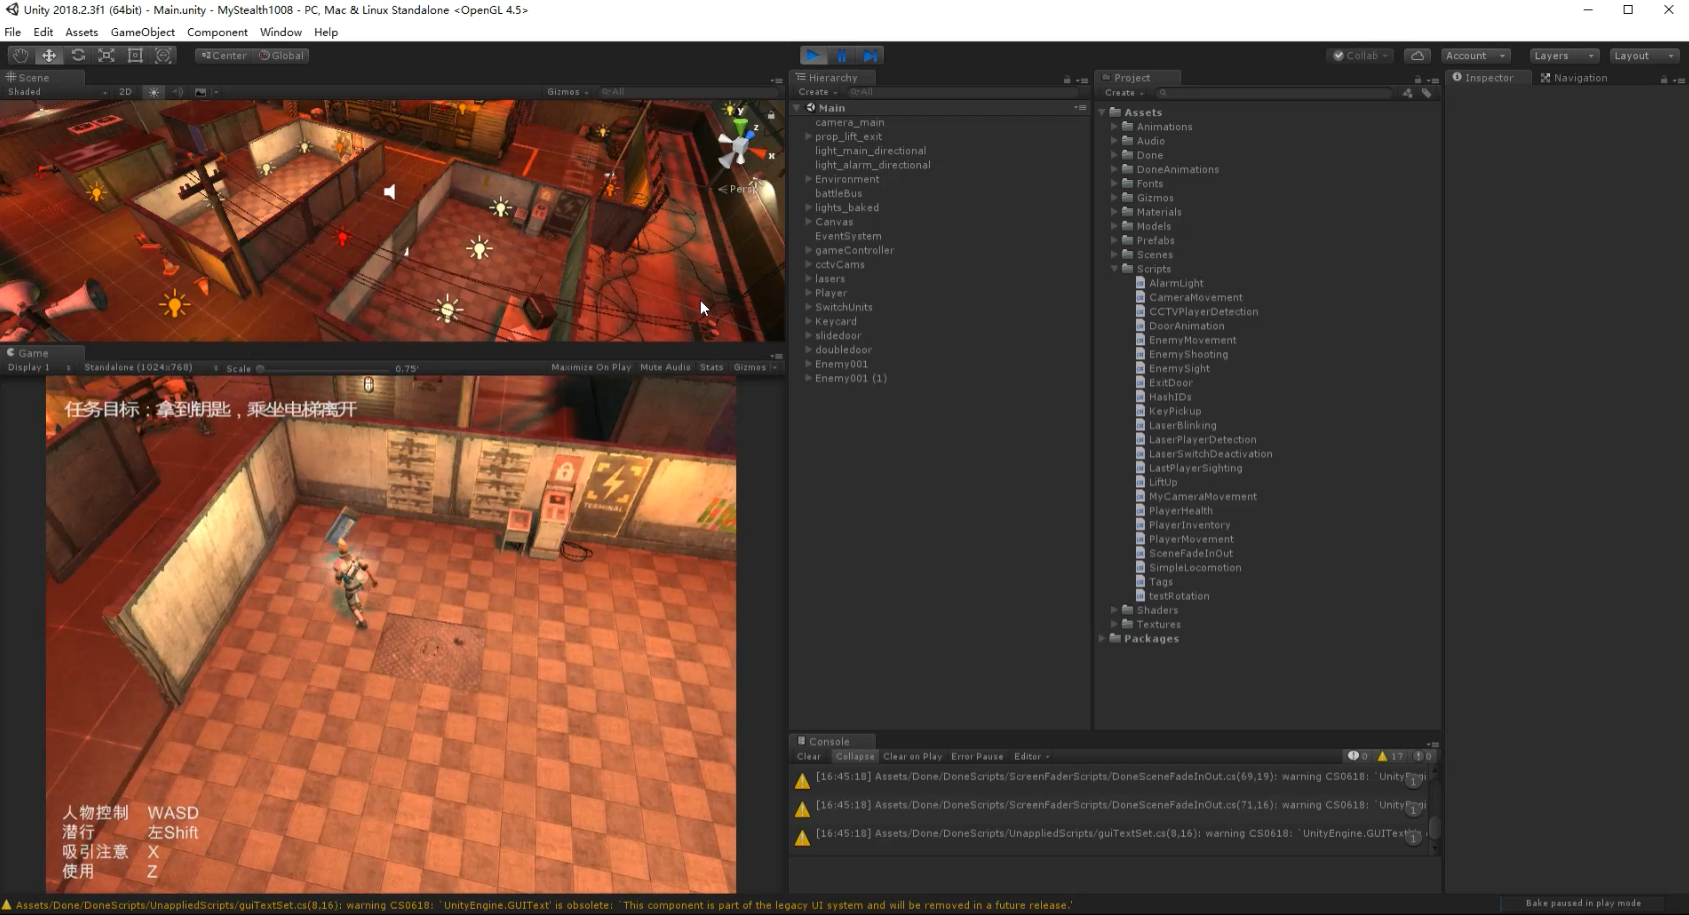 Unity 2018.2.3f1 (64bit) - Main.unity - MyStealth1008 - PC, Mac & Linux Standalone <OpenGL 4.5>
File Edit Assets GameObject Component Window Help
Center Global Collab Account Layers Layout
Scene
Shaded 2D Gizmos All
y
z
x
Persp
Game
Display 1 Standalone (1024x768) Scale 0.75 Maximize On Play Mute Audio Stats Gizmos
任务目标：拿到钥匙，乘坐电梯离开
TERMINAL
人物控制 WASD
潜行 左Shift
吸引注意 X
使用 Z
Hierarchy
Create All
Main
camera_main
prop_lift_exit
light_main_directional
light_alarm_directional
Environment
battleBus
lights_baked
Canvas
EventSystem
gameController
cctvCams
lasers
Player
SwitchUnits
Keycard
slidedoor
doubledoor
Enemy001
Enemy001 (1)
Project
Create
Assets
Animations
Audio
Done
DoneAnimations
Fonts
Gizmos
Materials
Models
Prefabs
Scenes
Scripts
AlarmLight
CameraMovement
CCTVPlayerDetection
DoorAnimation
EnemyMovement
EnemyShooting
EnemySight
ExitDoor
HashIDs
KeyPickup
LaserBlinking
LaserPlayerDetection
LaserSwitchDeactivation
LastPlayerSighting
LiftUp
MyCameraMovement
PlayerHealth
PlayerInventory
PlayerMovement
SceneFadeInOut
SimpleLocomotion
Tags
testRotation
Shaders
Textures
Packages
Inspector Navigation
Console
Clear Collapse Clear on Play Error Pause Editor 0 17 0
[16:45:18] Assets/Done/DoneScripts/ScreenFaderScripts/DoneSceneFadeInOut.cs(69,19): warning CS0618: `UnityEngi 1
[16:45:18] Assets/Done/DoneScripts/ScreenFaderScripts/DoneSceneFadeInOut.cs(71,16): warning CS0618: `UnityEngi 1
[16:45:18] Assets/Done/DoneScripts/UnappliedScripts/guiTextSet.cs(8,16): warning CS0618: `UnityEngine.GUIText' 1
Assets/Done/DoneScripts/UnappliedScripts/guiTextSet.cs(8,16): warning CS0618: `UnityEngine.GUIText' is obsolete: `This component is part of the legacy UI system and will be removed in a future release.'
Bake paused in play mode